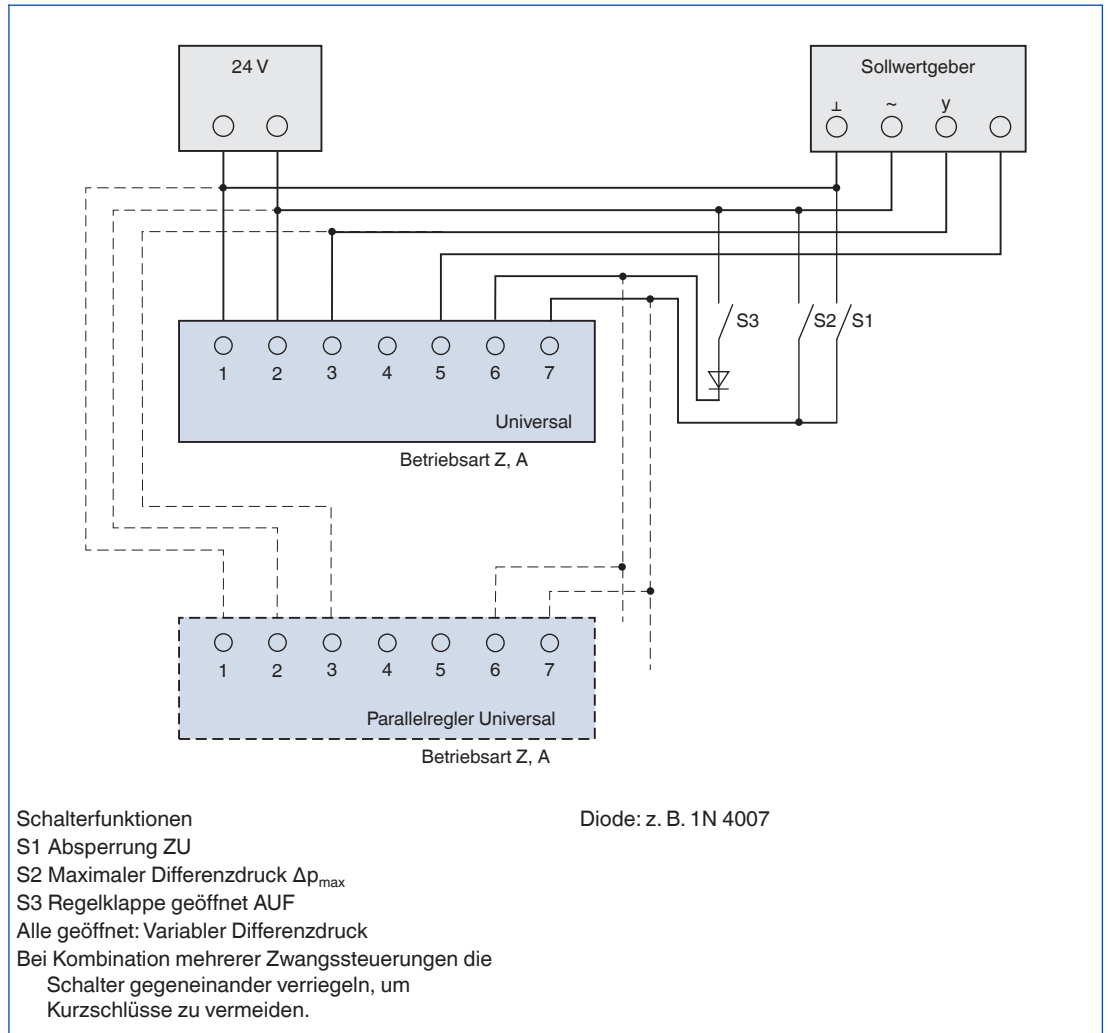 24 V
Sollwertgeber
⊥ ~ y
S3 S2 S1
1 2 3 4 5 6 7
Universal
Betriebsart Z, A
1 2 3 4 5 6 7
Parallelregler Universal
Betriebsart Z, A
Schalterfunktionen
Diode: z. B. 1N 4007
S1 Absperrung ZU
S2 Maximaler Differenzdruck Δpmax
S3 Regelklappe geöffnet AUF
Alle geöffnet: Variabler Differenzdruck
Bei Kombination mehrerer Zwangssteuerungen die
Schalter gegeneinander verriegeln, um
Kurzschlüsse zu vermeiden.